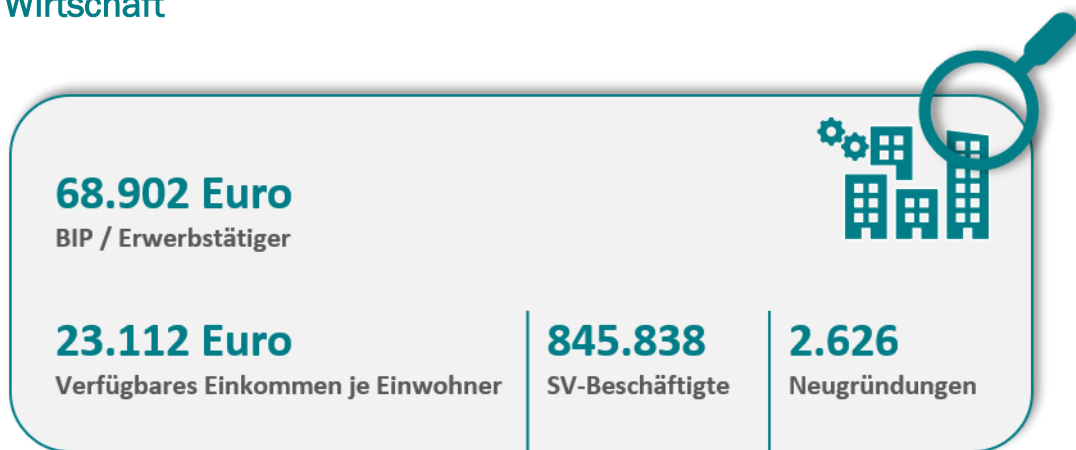 Wirtschaft
68.902 Euro
BIP / Erwerbstätiger
23.112 Euro
Verfügbares Einkommen je Einwohner
845.838
SV-Beschäftigte
2.626
Neugründungen